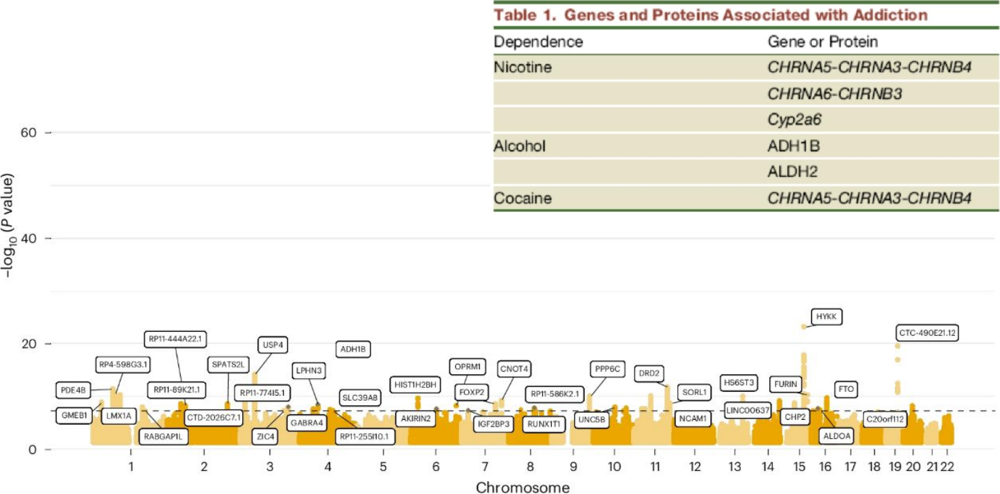 Table 1. Genes and Proteins Associated with Addiction
Dependence Gene or Protein
Nicotine CHRNA5-CHRNA3-CHRNB4
CHRNA6-CHRNB3
Cyp2a6
Alcohol ADH1B
ALDH2
Cocaine CHRNA5-CHRNA3-CHRNB4
–log10 (P value)
60
40
20
0
HYKK
CTC-490E21.12
RP11-444A22.1
USP4
ADH1B
RP4-598G3.1
SPATS2L
LPHN3
OPRM1
CNOT4
PPP6C
DRD2
PDE4B
RP11-89K21.1
RP11-774I5.1
SLC39A8
HIST1H2BH
FOXP2
RP11-586K2.1
SORL1
HS6ST3
FURIN
FTO
GMEB1
LMX1A
CTD-2026C7.1
GABRA4
AKIRIN2
IGF2BP3
RUNX1T1
UNC5B
NCAM1
LINC00637
CHP2
C20orf112
RABGAP1L
ZIC4
RP11-255I10.1
ALDOA
1 2 3 4 5 6 7 8 9 10 11 12 13 14 15 16 17 18 19 20 21 22
Chromosome